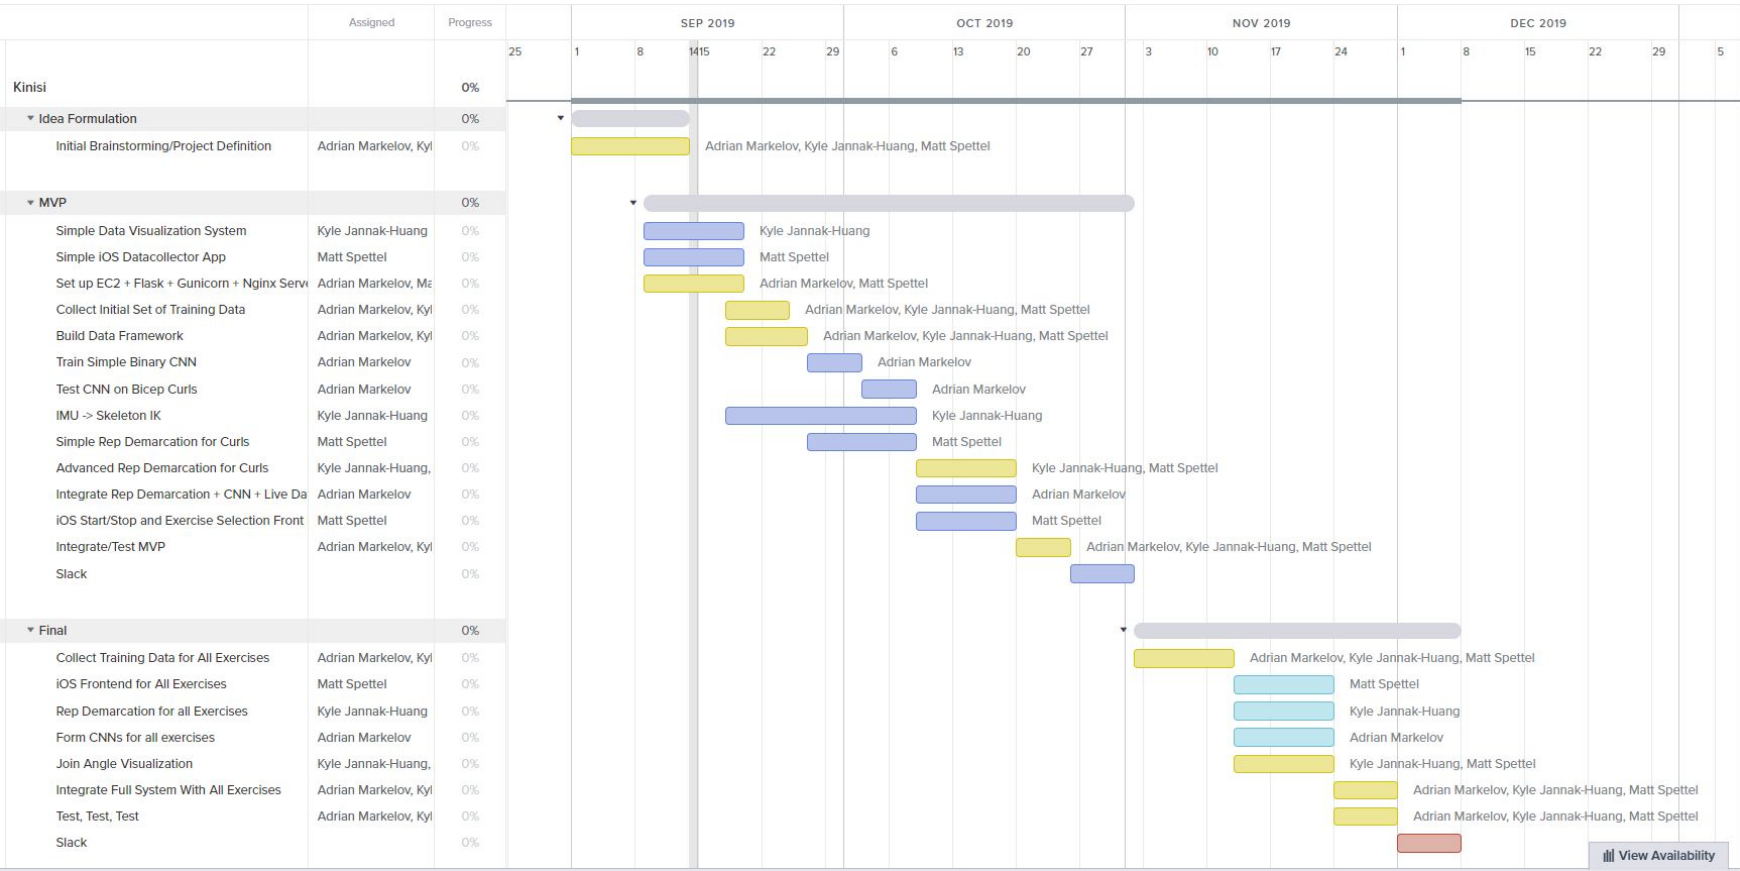 Assigned Progress SEP 2019 OCT 2019 NOV 2019 DEC 2019
25 1 8 14 15 22 29 6 13 20 27 3 10 17 24 1 8 15 22 29 5
Kinisi 0%
Idea Formulation 0%
Initial Brainstorming/Project Definition Adrian Markelov, Kyl 0% Adrian Markelov, Kyle Jannak-Huang, Matt Spettel
MVP 0%
Simple Data Visualization System Kyle Jannak-Huang 0% Kyle Jannak-Huang
Simple iOS Datacollector App Matt Spettel 0% Matt Spettel
Set up EC2 + Flask + Gunicorn + Nginx Serve Adrian Markelov, Ma 0% Adrian Markelov, Matt Spettel
Collect Initial Set of Training Data Adrian Markelov, Kyl 0% Adrian Markelov, Kyle Jannak-Huang, Matt Spettel
Build Data Framework Adrian Markelov, Kyl 0% Adrian Markelov, Kyle Jannak-Huang, Matt Spettel
Train Simple Binary CNN Adrian Markelov 0% Adrian Markelov
Test CNN on Bicep Curls Adrian Markelov 0% Adrian Markelov
IMU -> Skeleton IK Kyle Jannak-Huang 0% Kyle Jannak-Huang
Simple Rep Demarcation for Curls Matt Spettel 0% Matt Spettel
Advanced Rep Demarcation for Curls Kyle Jannak-Huang, 0% Kyle Jannak-Huang, Matt Spettel
Integrate Rep Demarcation + CNN + Live Da Adrian Markelov 0% Adrian Markelov
iOS Start/Stop and Exercise Selection Front Matt Spettel 0% Matt Spettel
Integrate/Test MVP Adrian Markelov, Kyl 0% Adrian Markelov, Kyle Jannak-Huang, Matt Spettel
Slack 0%
Final 0%
Collect Training Data for All Exercises Adrian Markelov, Kyl 0% Adrian Markelov, Kyle Jannak-Huang, Matt Spettel
iOS Frontend for All Exercises Matt Spettel 0% Matt Spettel
Rep Demarcation for all Exercises Kyle Jannak-Huang 0% Kyle Jannak-Huang
Form CNNs for all exercises Adrian Markelov 0% Adrian Markelov
Join Angle Visualization Kyle Jannak-Huang, 0% Kyle Jannak-Huang, Matt Spettel
Integrate Full System With All Exercises Adrian Markelov, Kyl 0% Adrian Markelov, Kyle Jannak-Huang, Matt Spettel
Test, Test, Test Adrian Markelov, Kyl 0% Adrian Markelov, Kyle Jannak-Huang, Matt Spettel
Slack 0%
View Availability